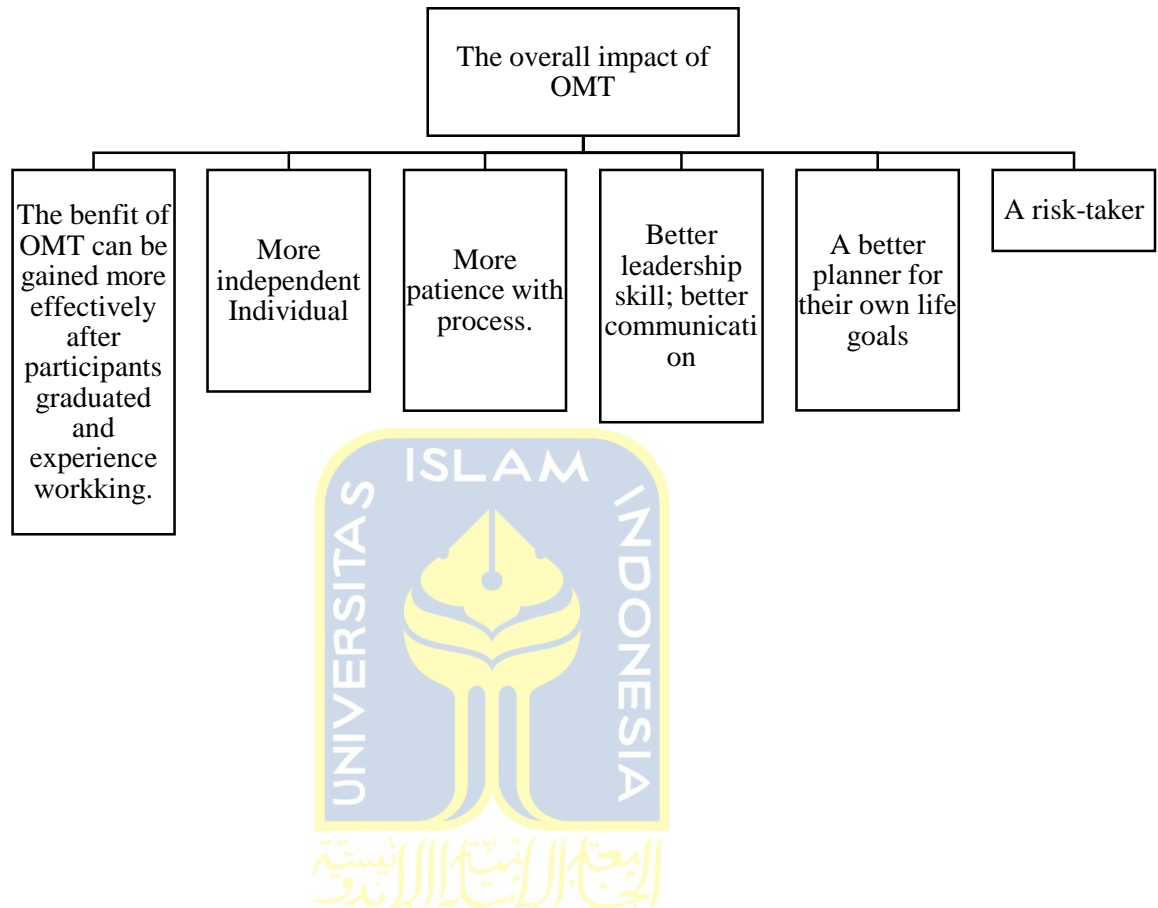 The overall impact of
OMT
The benfit of
OMT can be
gained more
effectively
after
participants
graduated
and
experience
workking.
More
independent
Individual
More
patience with
process.
Better
leadership
skill; better
communicati
on
A better
planner for
their own life
goals
A risk-taker
UNIVERSITAS
ISLAM
INDONESIA